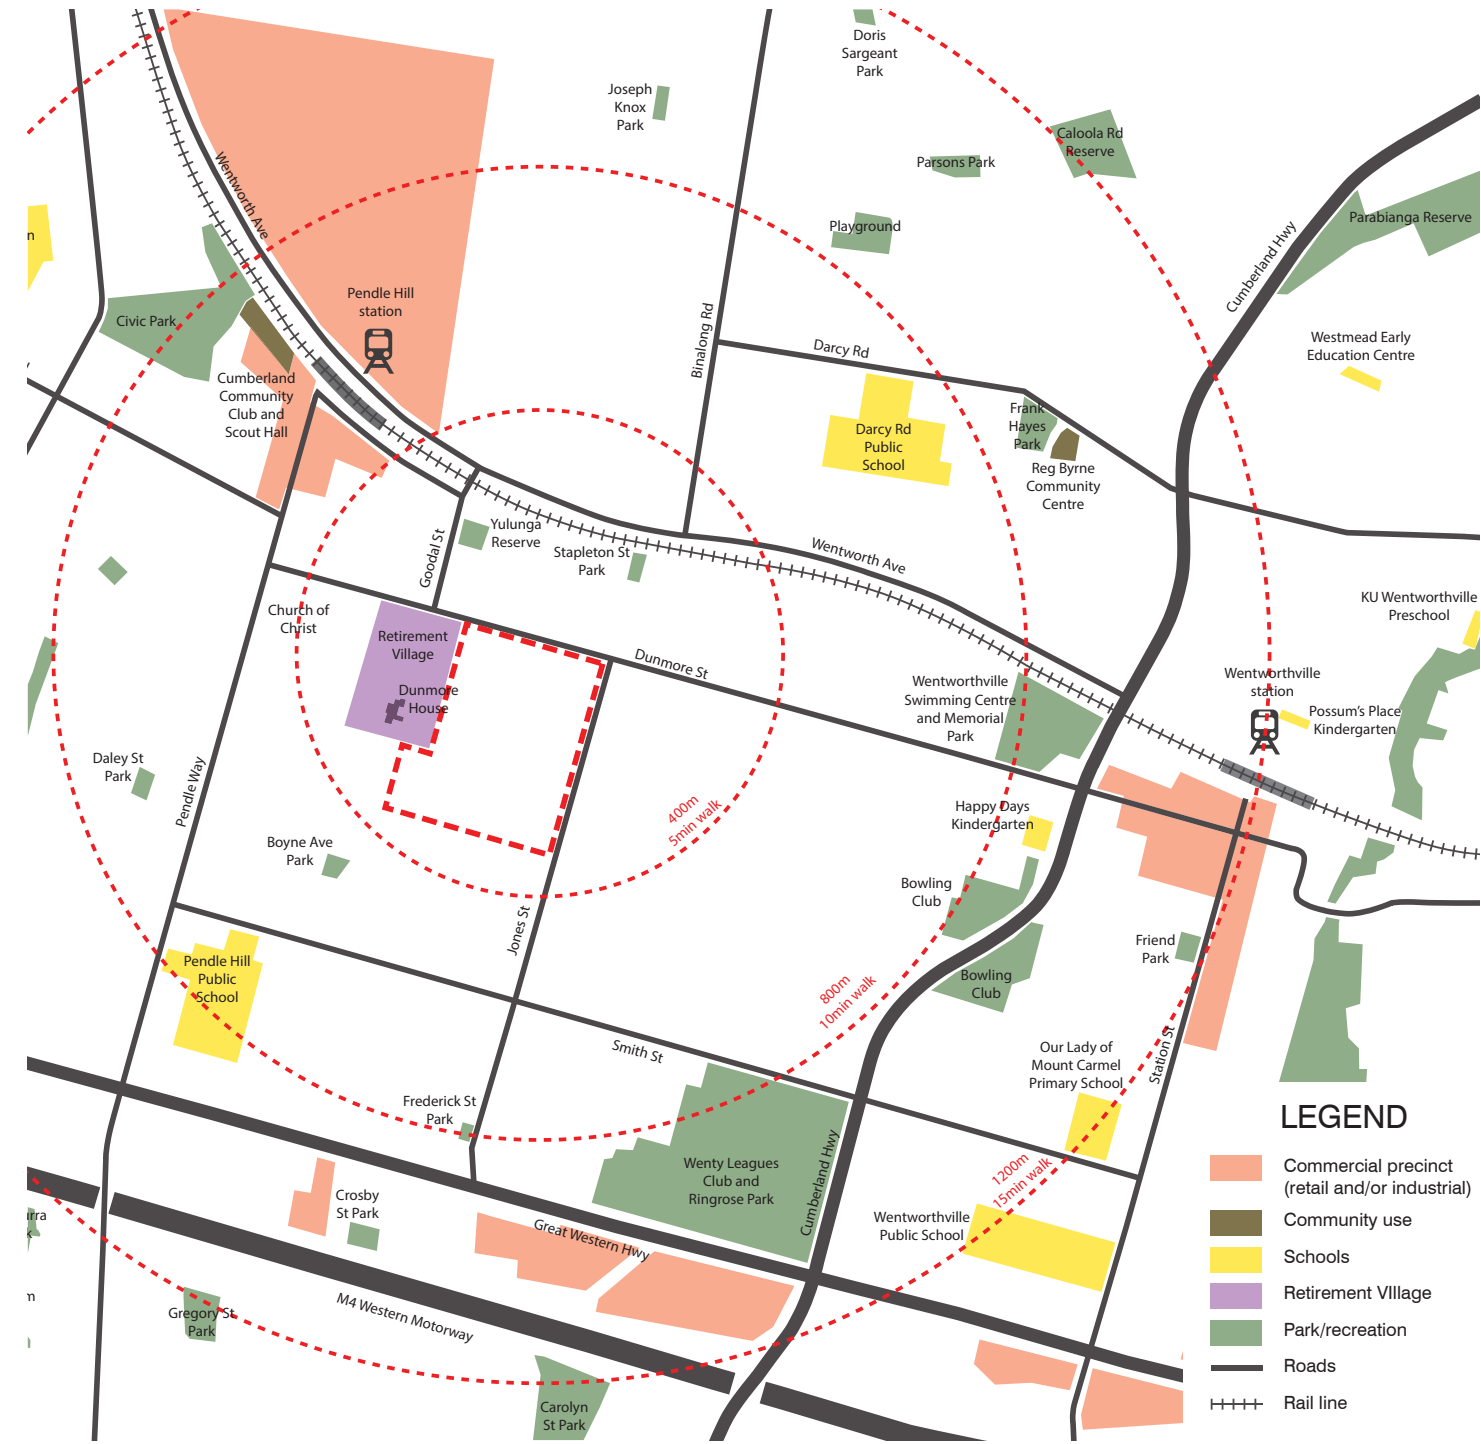 Doris
Sargeant
Park
Joseph
Knox
Park
Caloola Rd
Reserve
Parsons Park
Wentworth Ave
Playground
Parabianga Reserve
n
Cumberland Hwy
Pendle Hill
station
Civic Park
Binalong Rd
Darcy Rd
Westmead Early
Education Centre
Cumberland
Community
Club and
Scout Hall
Frank
Hayes
Park
Darcy Rd
Public
School
Reg Byrne
Community
Centre
Yulunga
Reserve
Goodal St
Stapleton St
Park
Wentworth Ave
KU Wentworthville
Preschool
Church of
Christ
Retirement
Village
Dunmore St
Dunmore
House
Wentworthville
Swimming Centre
and Memorial
Park
Wentworthville
station
Possum's Place
Kindergarten
Daley St
Park
Pendle Way
400m
5min walk
Happy Days
Kindergarten
Boyne Ave
Park
Bowling
Club
Jones St
Friend
Park
Pendle Hill
Public
School
Bowling
Club
800m
10min walk
Smith St
Our Lady of
Mount Carmel
Primary School
Station St
Frederick St
Park
Wenty Leagues
Club and
Ringrose Park
Cumberland Hwy
1200m
15min walk
Crosby
St Park
Wentworthville
Public School
urra
k
Great Western Hwy
m
Gregory St
Park
M4 Western Motorway
Carolyn
St Park
LEGEND
Commercial precinct
(retail and/or industrial)
Community use
Schools
Retirement VIllage
Park/recreation
Roads
Rail line